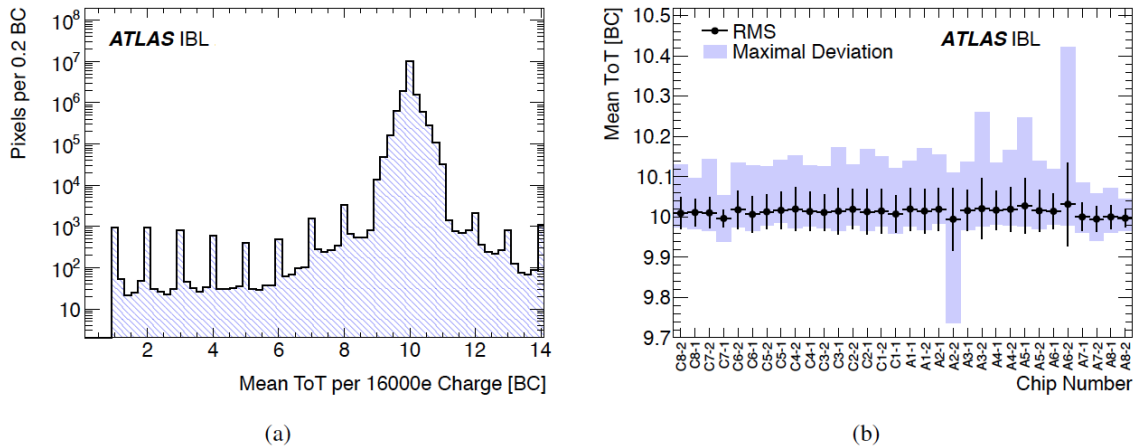 ATLAS IBL
Pixels per 0.2 BC
10^8
10^7
10^6
10^5
10^4
10^3
10^2
10
2 4 6 8 10 12 14
Mean ToT per 16000e Charge [BC]
(a)
ATLAS IBL
RMS
Maximal Deviation
Mean ToT [BC]
10.5
10.4
10.3
10.2
10.1
10
9.9
9.8
9.7
C8-2 C8-1 C7-2 C7-1 C6-2 C6-1 C5-2 C5-1 C4-2 C4-1 C3-2 C3-1 C2-2 C2-1 C1-2 C1-1 A1-1 A1-2 A2-1 A2-2 A3-1 A3-2 A4-1 A4-2 A5-1 A5-2 A6-1 A6-2 A7-1 A7-2 A8-1 A8-2
Chip Number
(b)